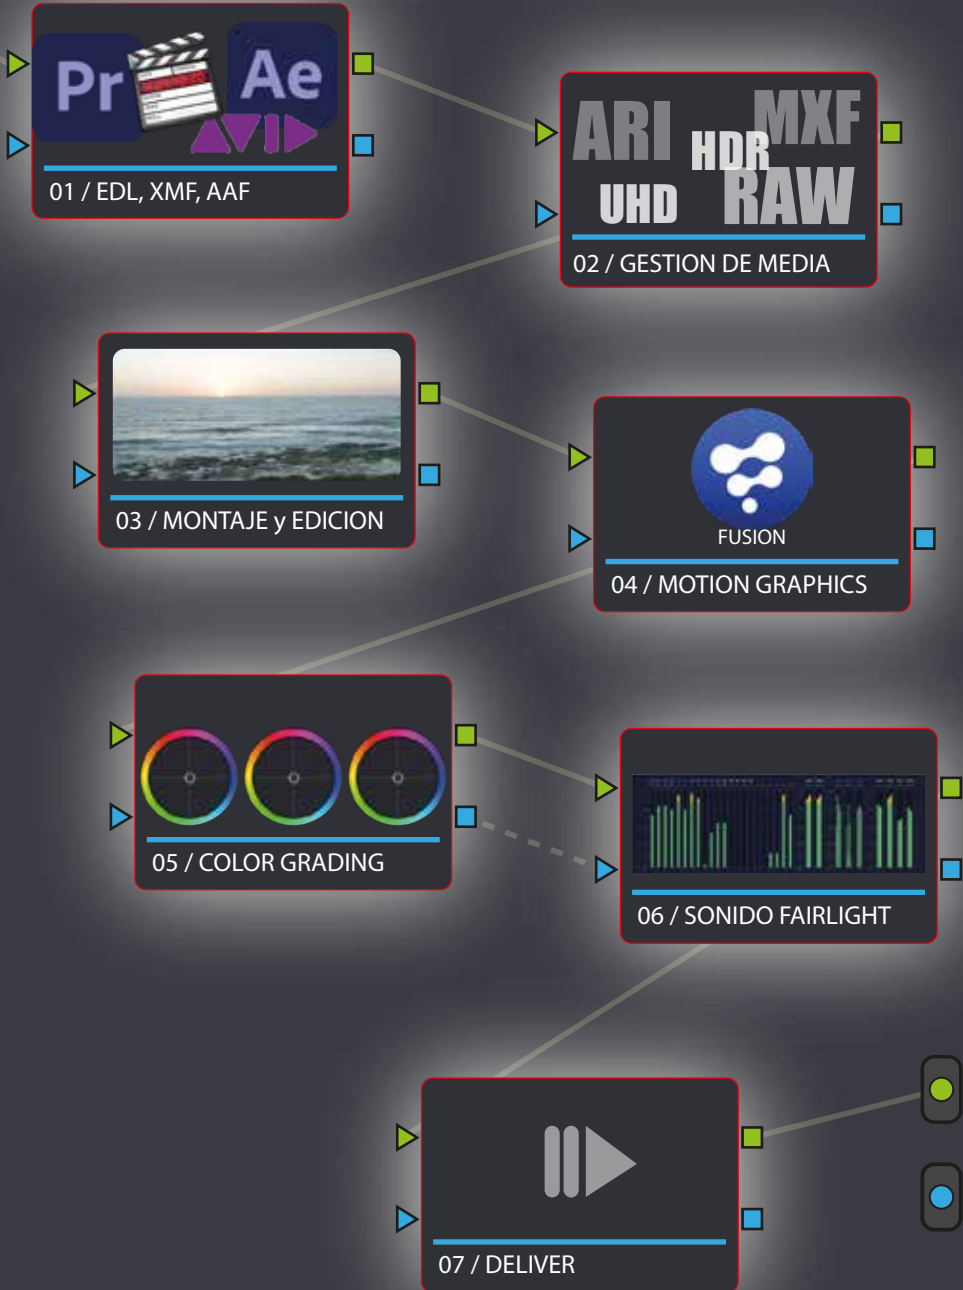 Pr
Ae
AVID
01 / EDL, XMF, AAF
ARI
MXF
HDR
UHD
RAW
02 / GESTION DE MEDIA
03 / MONTAJE y EDICION
FUSION
04 / MOTION GRAPHICS
05 / COLOR GRADING
06 / SONIDO FAIRLIGHT
07 / DELIVER